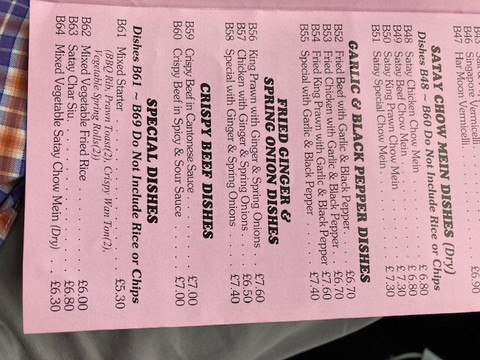 B46 Singapore Vermicelli
B47 Hai Moon Vermicelli £6.90
SATAY CHOW MEIN DISHES (Dry)
Dishes B48 - B60 Do Not Include Rice or Chips
B48 Satay Chicken Chow Mein £ 6.80
B49 Satay Beef Chow Mein £ 6.80
B50 Satay King Prawn Chow Mein £ 7.30
B51 Satay Special Chow Mein £ 7.30
GARLIC & BLACK PEPPER DISHES
B52 Fried Beef with Garlic & Black Pepper £6.70
B53 Fried Chicken with Garlic & Black Pepper £6.70
B54 Fried King Prawn with Garlic & Black Pepper £7.60
B55 Special with Garlic & Black Pepper £7.40
FRIED GINGER &
SPRING ONION DISHES
B56 King Prawn with Ginger & Spring Onions £7.60
B57 Chicken with Ginger & Spring Onions £6.50
B58 Special with Ginger & Spring Onions £7.40
CRISPY BEEF DISHES
B59 Crispy Beef in Cantonese Sauce £7.00
B60 Crispy Beef in Spicy & Sour Sauce £7.00
SPECIAL DISHES
Dishes B61 - B69 Do Not Include Rice or Chips
B61 Mixed Starter £5.30
(BBQ Rib, Prawn Toast(2), Crispy Wan Ton(2),
Vegetable Spring Rolls(2))
B62 Mixed Vegetable Fried Rice £6.00
B63 Satay Char Siu £6.80
B64 Mixed Vegetable Satay Chow Mein (Dry) £6.30